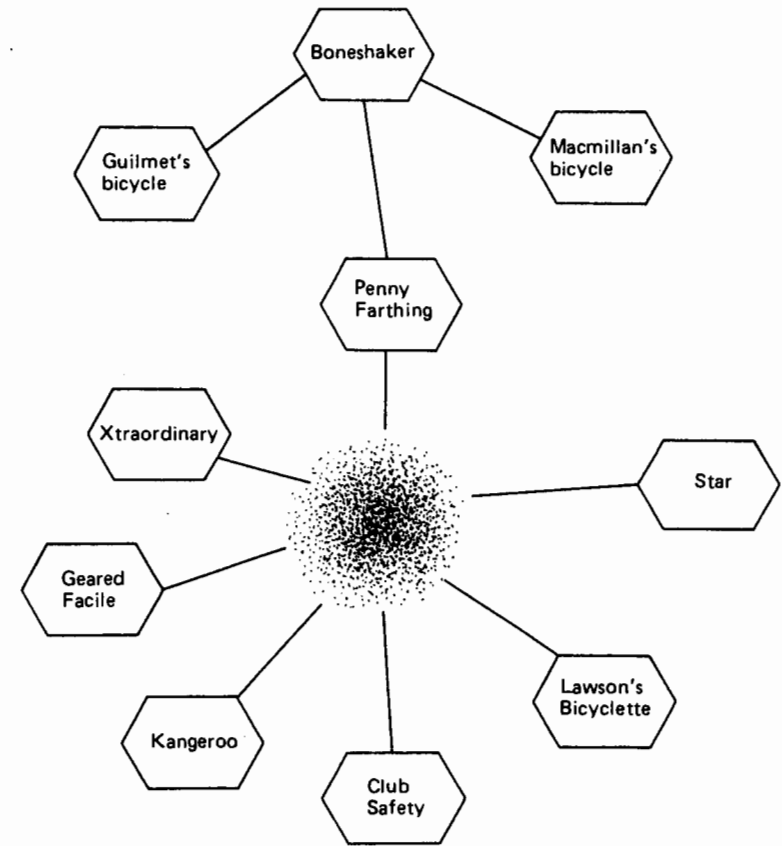 Boneshaker
Guilmet's
bicycle
Macmillan's
bicycle
Penny
Farthing
Xtraordinary
Star
Geared
Facile
Lawson's
Bicyclette
Kangeroo
Club
Safety